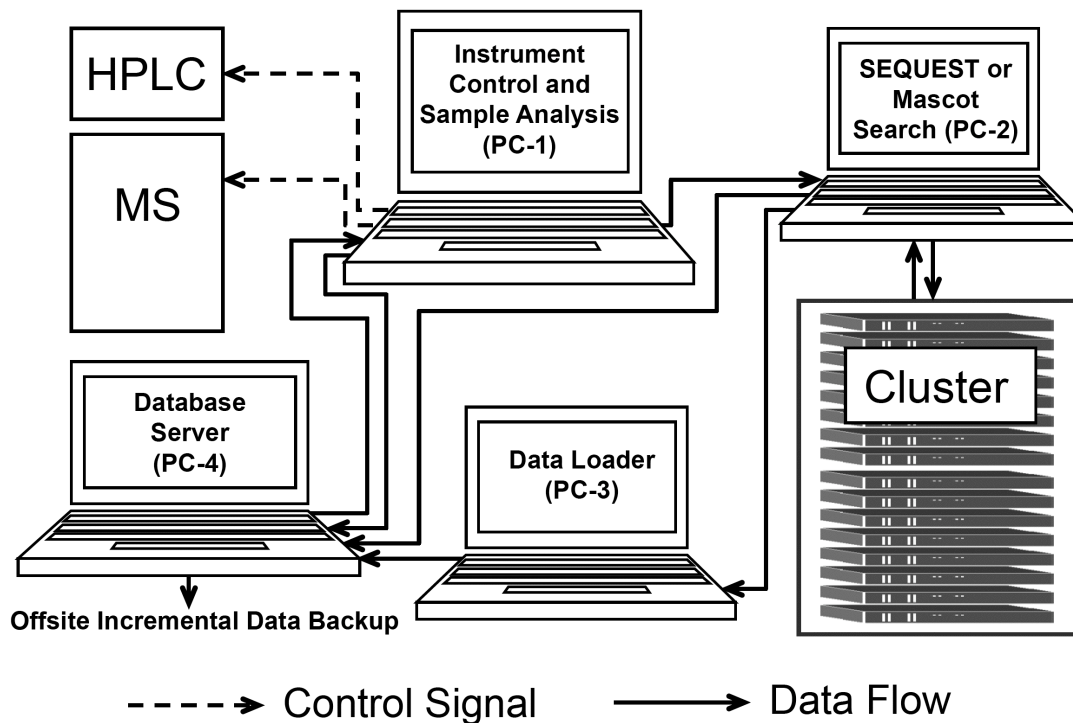 HPLC
MS
Instrument
Control and
Sample Analysis
(PC-1)
SEQUEST or
Mascot
Search (PC-2)
Cluster
Database
Server
(PC-4)
Data Loader
(PC-3)
Offsite Incremental Data Backup
Control Signal
Data Flow